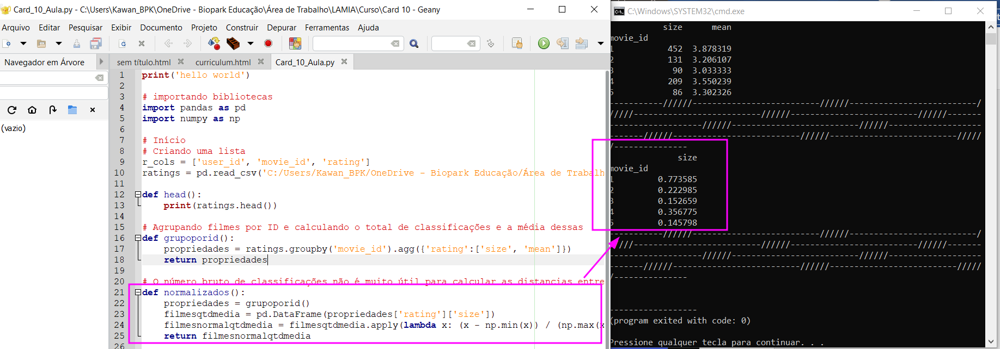 Card_10_Aula.py - C:\Users\Kawan_BPK\OneDrive - Biopark Educação\Área de Trabalho\LAMIA\Curso\Card 10 - Geany
Arquivo Editar Pesquisar Exibir Documento Projeto Construir Depurar Ferramentas Ajuda
Navegador em Árvore
sem título.html
curriculum.html
Card_10_Aula.py
(vazio)
1 print('hello world')
2
3 # importando bibliotecas
4 import pandas as pd
5 import numpy as np
6
7 # Início
8 # Criando uma lista
9 r_cols = ['user_id', 'movie_id', 'rating']
10 ratings = pd.read_csv('C:/Users/Kawan_BPK/OneDrive - Biopark Educação/Área de Trabalh
11
12 def head():
13 print(ratings.head())
14
15 # Agrupando filmes por ID e calculando o total de classificações e a média dessas
16 def grupoporid():
17 propriedades = ratings.groupby('movie_id').agg({'rating':['size', 'mean']})
18 return propriedades
19
20 # O número bruto de classificações não é muito útil para calcular as distancias entre
21 def normalizados():
22 propriedades = grupoporid()
23 filmesqtdmedia = pd.DataFrame(propriedades['rating']['size'])
24 filmesnormalqtdmedia = filmesqtdmedia.apply(lambda x: (x - np.min(x)) / (np.max(x
25 return filmesnormalqtdmedia
26
C:\Windows\SYSTEM32\cmd.exe
size mean
movie_id
1 452 3.878319
2 131 3.206107
3 90 3.033333
4 209 3.550239
5 86 3.302326
-----------//////--------------------------//////--------------------------/
/////--------------------------//////--------------------------//////-------
-------------------//////--------------------------//////-------------------
-------//////--------------------------//////--------------------------/////
/---------------
size
movie_id
1 0.773585
2 0.222985
3 0.152659
4 0.356775
5 0.145798
-----------//////--------------------------//////--------------------------/
/////--------------------------//////--------------------------//////-------
-------------------//////--------------------------//////-------------------
-------//////--------------------------//////--------------------------/////
/---------------
------------------
(program exited with code: 0)
Pressione qualquer tecla para continuar. . .